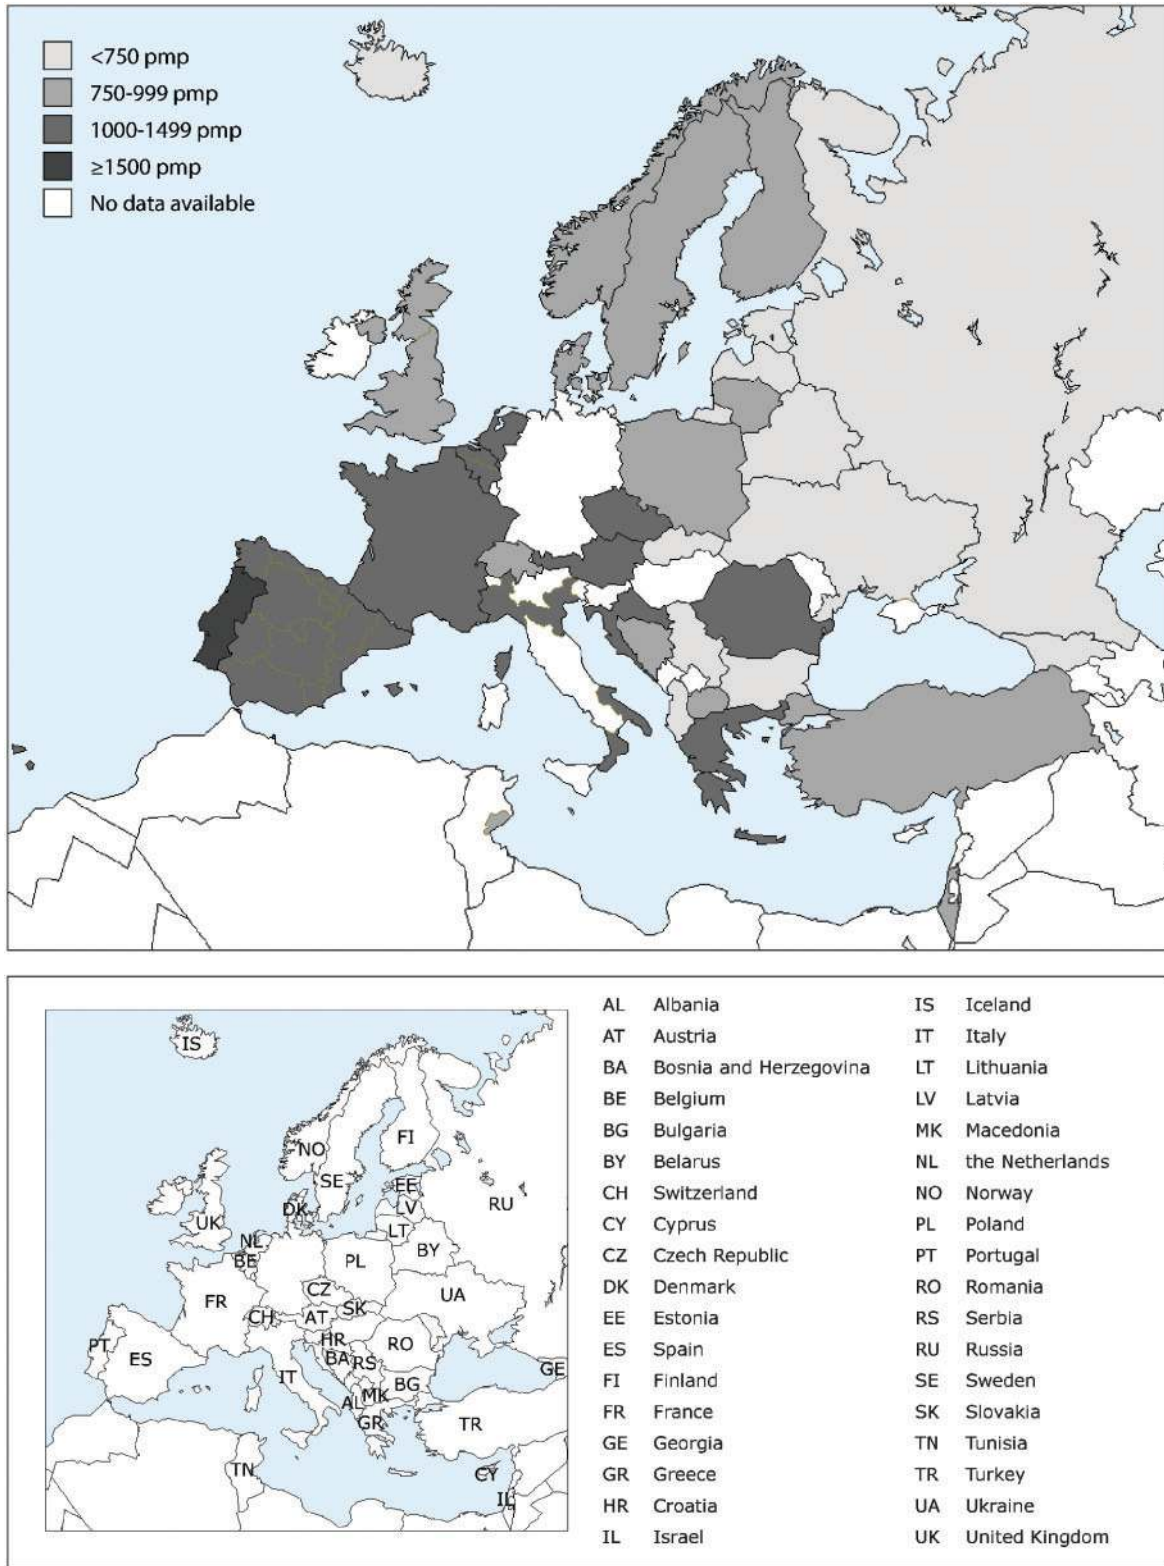 <750 pmp
750-999 pmp
1000-1499 pmp
≥1500 pmp
No data available
IS
NO
FI
SE
EE
RU
DK
LV
LT
UK
NL
BY
BE
PL
CZ
UA
FR
SK
CH
AT
HR
RO
PT
ES
BA
RS
IT
BG
GE
MK
AL
GR
TR
TN
CY
IL
AL Albania
AT Austria
BA Bosnia and Herzegovina
BE Belgium
BG Bulgaria
BY Belarus
CH Switzerland
CY Cyprus
CZ Czech Republic
DK Denmark
EE Estonia
ES Spain
FI Finland
FR France
GE Georgia
GR Greece
HR Croatia
IL Israel
IS Iceland
IT Italy
LT Lithuania
LV Latvia
MK Macedonia
NL the Netherlands
NO Norway
PL Poland
PT Portugal
RO Romania
RS Serbia
RU Russia
SE Sweden
SK Slovakia
TN Tunisia
TR Turkey
UA Ukraine
UK United Kingdom